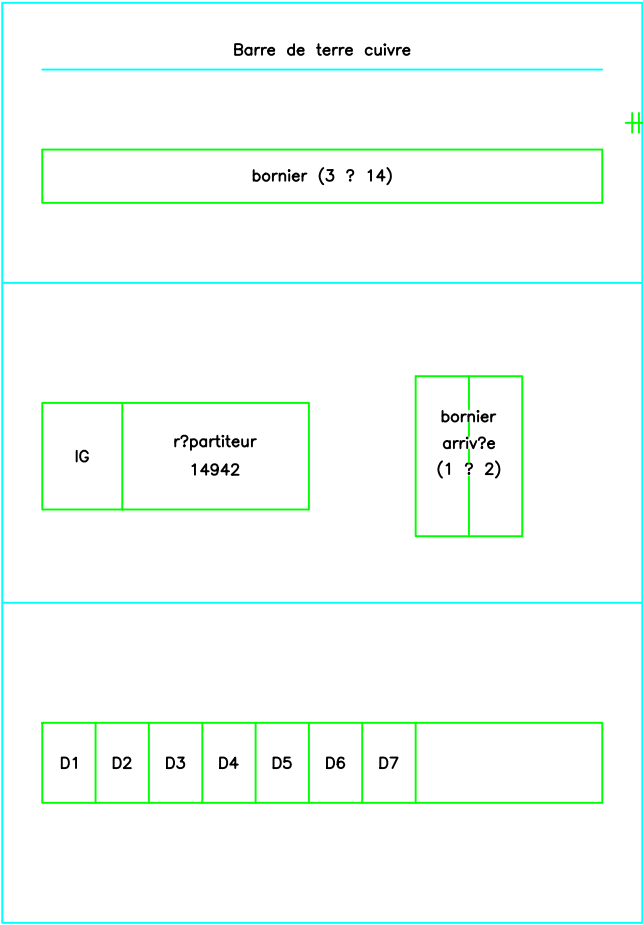 Barre de terre cuivre
bornier (3 ? 14)
bornier
arriv?e
(1 ? 2)
IG
r?partiteur
14942
D1 D2 D3 D4 D5 D6 D7